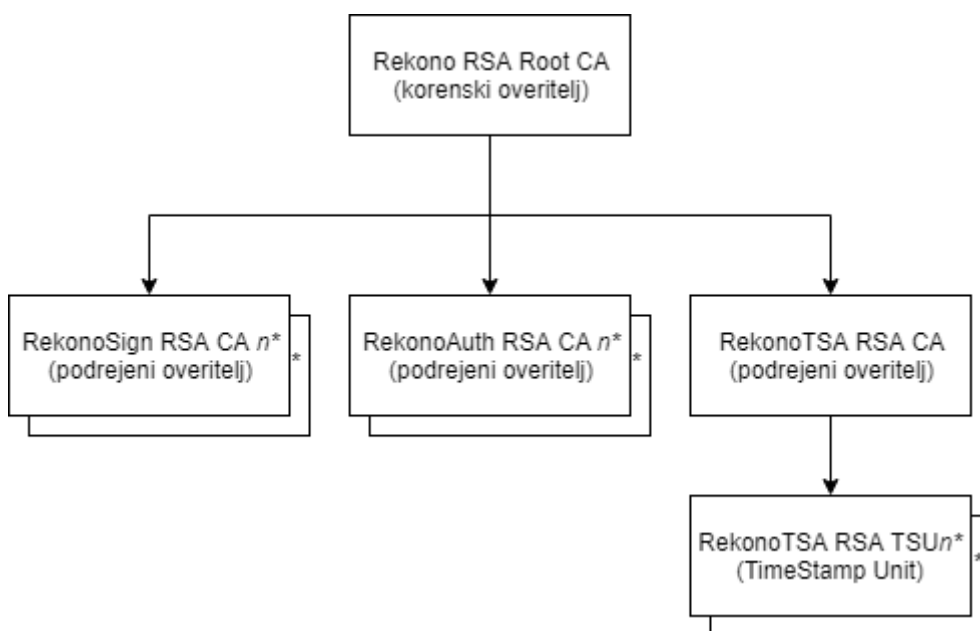 Rekono RSA Root CA
(korenski overitelj)
RekonoSign RSA CA n*
(podrejeni overitelj)
*
RekonoAuth RSA CA n*
(podrejeni overitelj)
*
RekonoTSA RSA CA
(podrejeni overitelj)
RekonoTSA RSA TSUn*
(TimeStamp Unit)
*